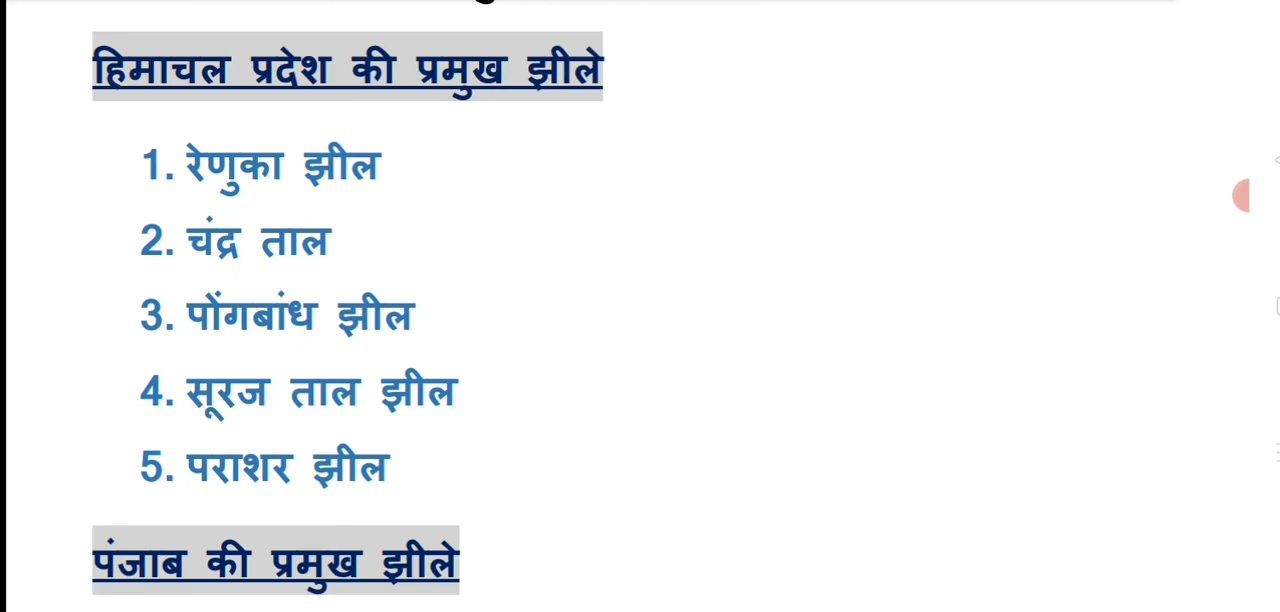 हिमाचल प्रदेश की प्रमुख झीले
1. रेणुका झील
2. चंद्र ताल
3. पोंगबांध झील
4. सूरज ताल झील
5. पराशर झील
पंजाब की प्रमुख झीले